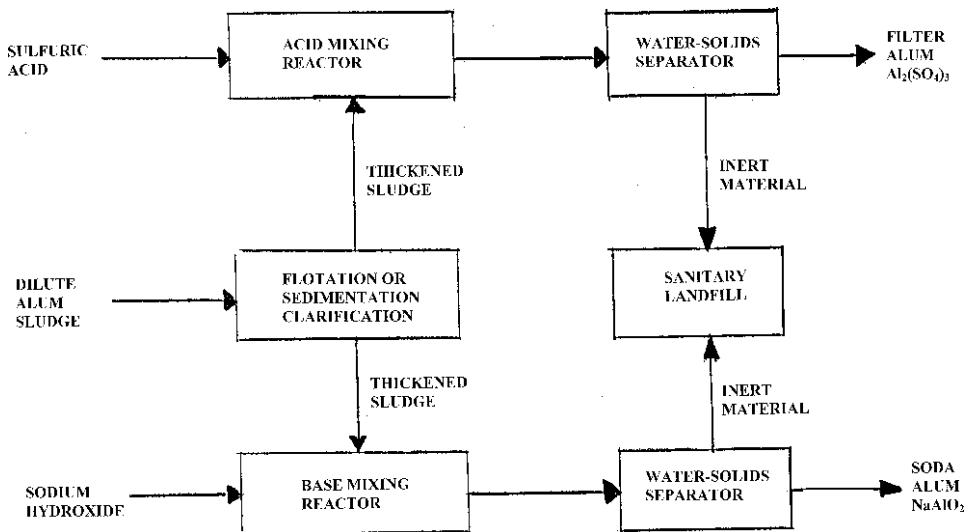 SULFURIC
ACID
ACID MIXING
REACTOR
WATER-SOLIDS
SEPARATOR
FILTER
ALUM
Al₂(SO₄)₃
THICKENED
SLUDGE
INERT
MATERIAL
DILUTE
ALUM
SLUDGE
FLOTATION OR
SEDIMENTATION
CLARIFICATION
SANITARY
LANDFILL
THICKENED
SLUDGE
INERT
MATERIAL
SODIUM
HYDROXIDE
BASE MIXING
REACTOR
WATER-SOLIDS
SEPARATOR
SODA
ALUM
NaAlO₂